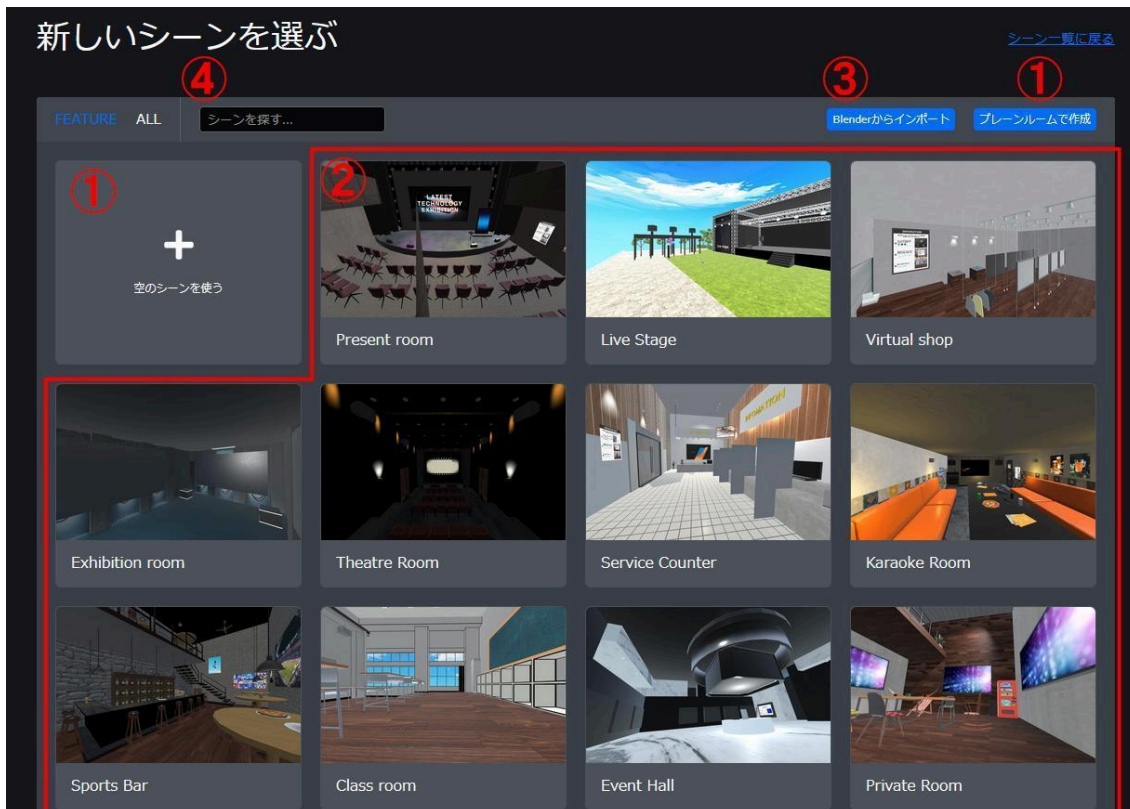 新しいシーンを選ぶ
シーン一覧に戻る
④
③
①
FEATURE ALL シーンを探す...
Blenderからインポート プレーンルームで作成
①
空のシーンを使う
②
LATEST
TECHNOLOGY
EXHIBITION
Present room
Live Stage
Virtual shop
Exhibition room
Theatre Room
INFORMATION
Service Counter
Karaoke Room
Sports Bar
Class room
Event Hall
Private Room